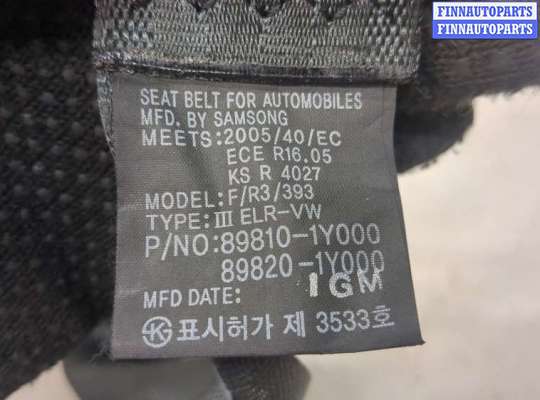 FINNAUTOPARTS
FINNAUTOPARTS
SEAT BELT FOR AUTOMOBILES
MFD. BY SAMSONG
MEETS:2005/40/EC
ECE R16.05
KS R 4027
MODEL:F/R3/393
TYPE:Ⅲ ELR-VW
P/NO:89810-1Y000
89820-1Y000
MFD DATE: IGM
표시허가 제 3533호